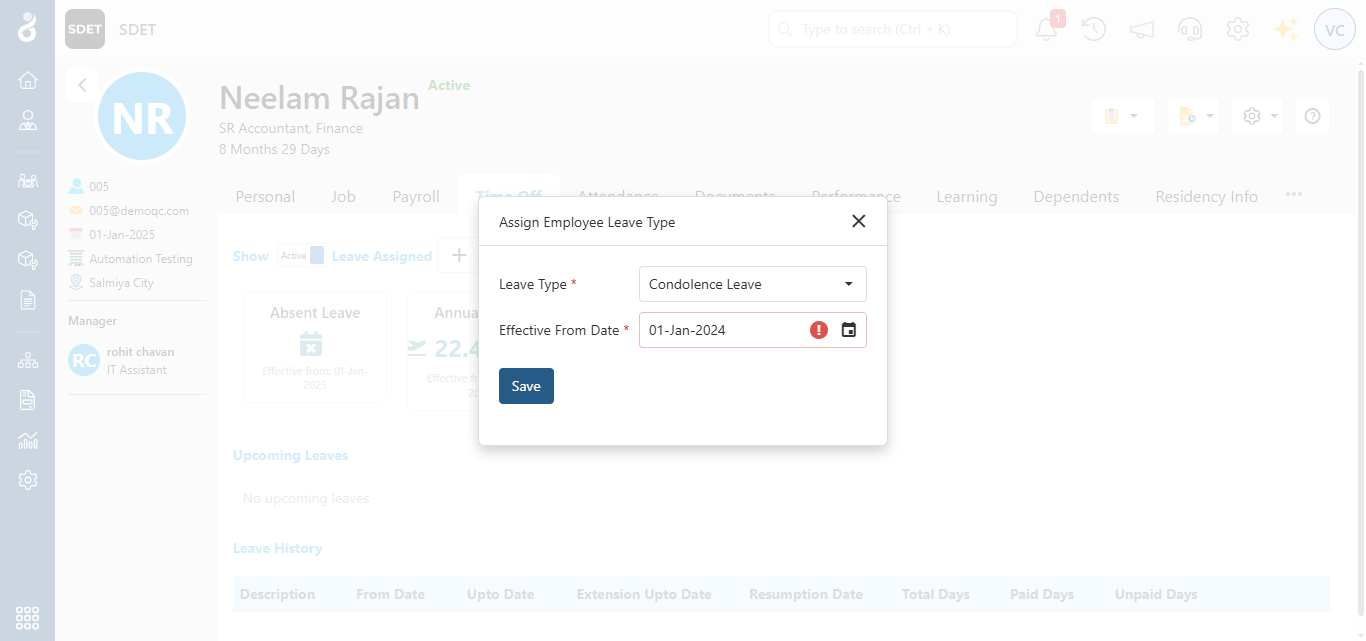 SDET
SDET
Type to search (Ctrl + K)
1
VC
NR
Neelam Rajan
Active
SR Accountant, Finance
8 Months 29 Days
005
005@demoqc.com
01-Jan-2025
Automation Testing
Salmiya City
Manager
RC
rohit chavan
IT Assistant
Personal
Job
Payroll
Time Off
Attendance
Documents
Performance
Learning
Dependents
Residency Info
Show
Active
Leave Assigned
Absent Leave
Effective from: 01-Jan-
2025
Annua
22.4
Effective fr
20
Assign Employee Leave Type
Leave Type *
Condolence Leave
Effective From Date *
01-Jan-2024
Save
Upcoming Leaves
No upcoming leaves
Leave History
Description From Date Upto Date Extension Upto Date Resumption Date Total Days Paid Days Unpaid Days